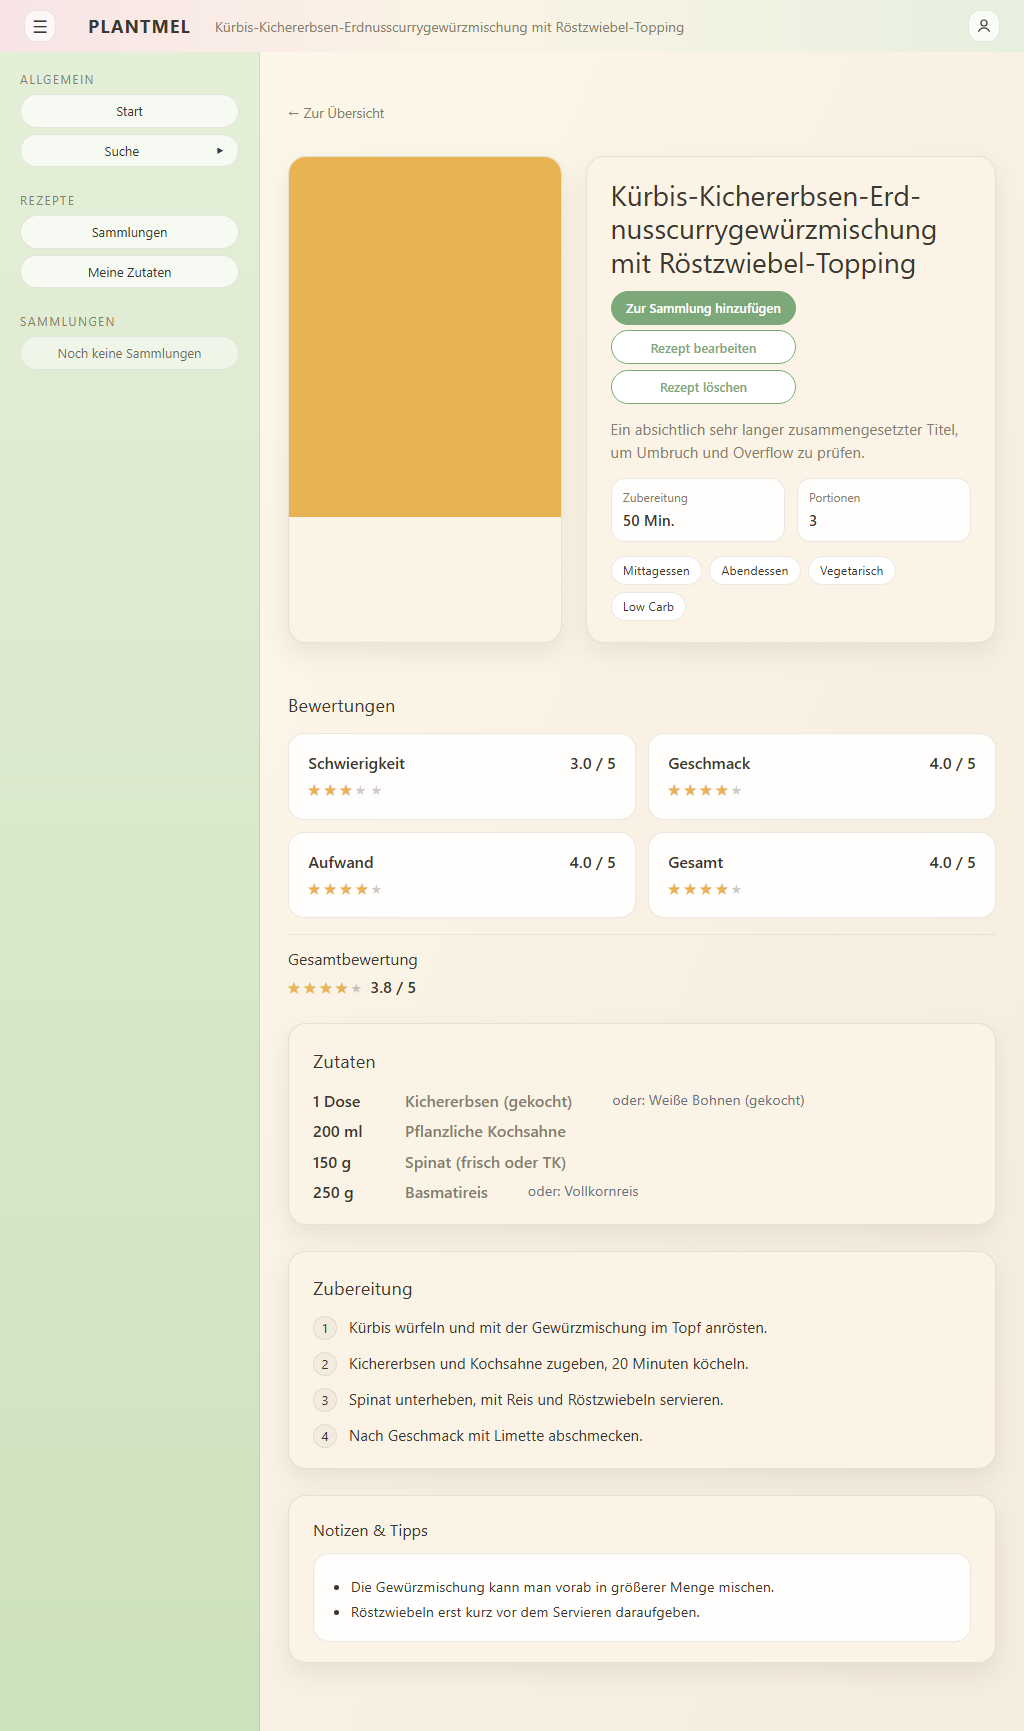 ☰ PLANTMEL Kürbis-Kichererbsen-Erdnusscurrygewürzmischung mit Röstzwiebel-Topping
ALLGEMEIN
Start
Suche ▸
REZEPTE
Sammlungen
Meine Zutaten
SAMMLUNGEN
Noch keine Sammlungen
← Zur Übersicht
Kürbis-Kichererbsen-Erd-
nusscurrygewürzmischung
mit Röstzwiebel-Topping
Zur Sammlung hinzufügen
Rezept bearbeiten
Rezept löschen
Ein absichtlich sehr langer zusammengesetzter Titel,
um Umbruch und Overflow zu prüfen.
Zubereitung
50 Min.
Portionen
3
Mittagessen Abendessen Vegetarisch
Low Carb
Bewertungen
Schwierigkeit 3.0 / 5
★★★★★
Geschmack 4.0 / 5
★★★★★
Aufwand 4.0 / 5
★★★★★
Gesamt 4.0 / 5
★★★★★
Gesamtbewertung
★★★★★ 3.8 / 5
Zutaten
1 Dose Kichererbsen (gekocht) oder: Weiße Bohnen (gekocht)
200 ml Pflanzliche Kochsahne
150 g Spinat (frisch oder TK)
250 g Basmatireis oder: Vollkornreis
Zubereitung
1 Kürbis würfeln und mit der Gewürzmischung im Topf anrösten.
2 Kichererbsen und Kochsahne zugeben, 20 Minuten köcheln.
3 Spinat unterheben, mit Reis und Röstzwiebeln servieren.
4 Nach Geschmack mit Limette abschmecken.
Notizen & Tipps
• Die Gewürzmischung kann man vorab in größerer Menge mischen.
• Röstzwiebeln erst kurz vor dem Servieren daraufgeben.